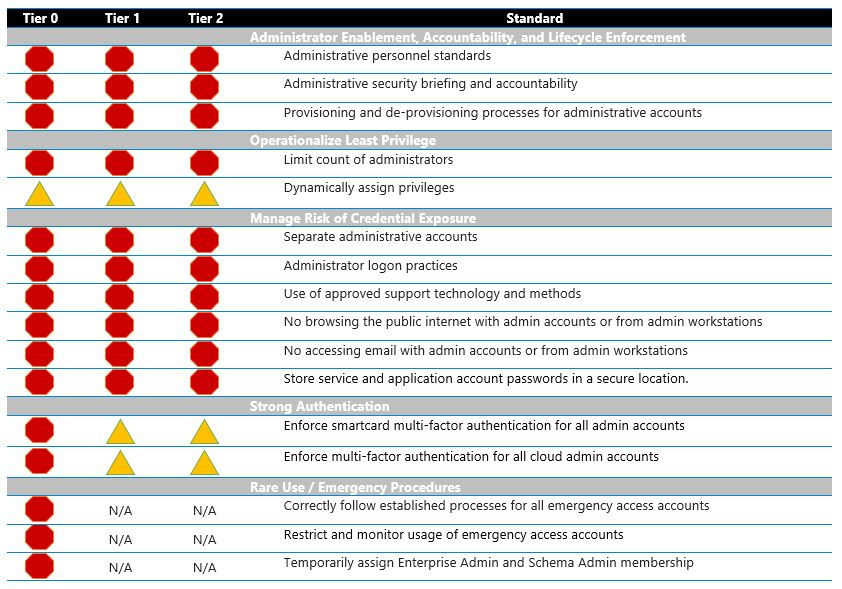 Tier 0 Tier 1 Tier 2 Standard
Administrator Enablement, Accountability, and Lifecycle Enforcement
Administrative personnel standards
Administrative security briefing and accountability
Provisioning and de-provisioning processes for administrative accounts
Operationalize Least Privilege
Limit count of administrators
Dynamically assign privileges
Manage Risk of Credential Exposure
Separate administrative accounts
Administrator logon practices
Use of approved support technology and methods
No browsing the public internet with admin accounts or from admin workstations
No accessing email with admin accounts or from admin workstations
Store service and application account passwords in a secure location.
Strong Authentication
Enforce smartcard multi-factor authentication for all admin accounts
Enforce multi-factor authentication for all cloud admin accounts
Rare Use / Emergency Procedures
N/A N/A Correctly follow established processes for all emergency access accounts
N/A N/A Restrict and monitor usage of emergency access accounts
N/A N/A Temporarily assign Enterprise Admin and Schema Admin membership